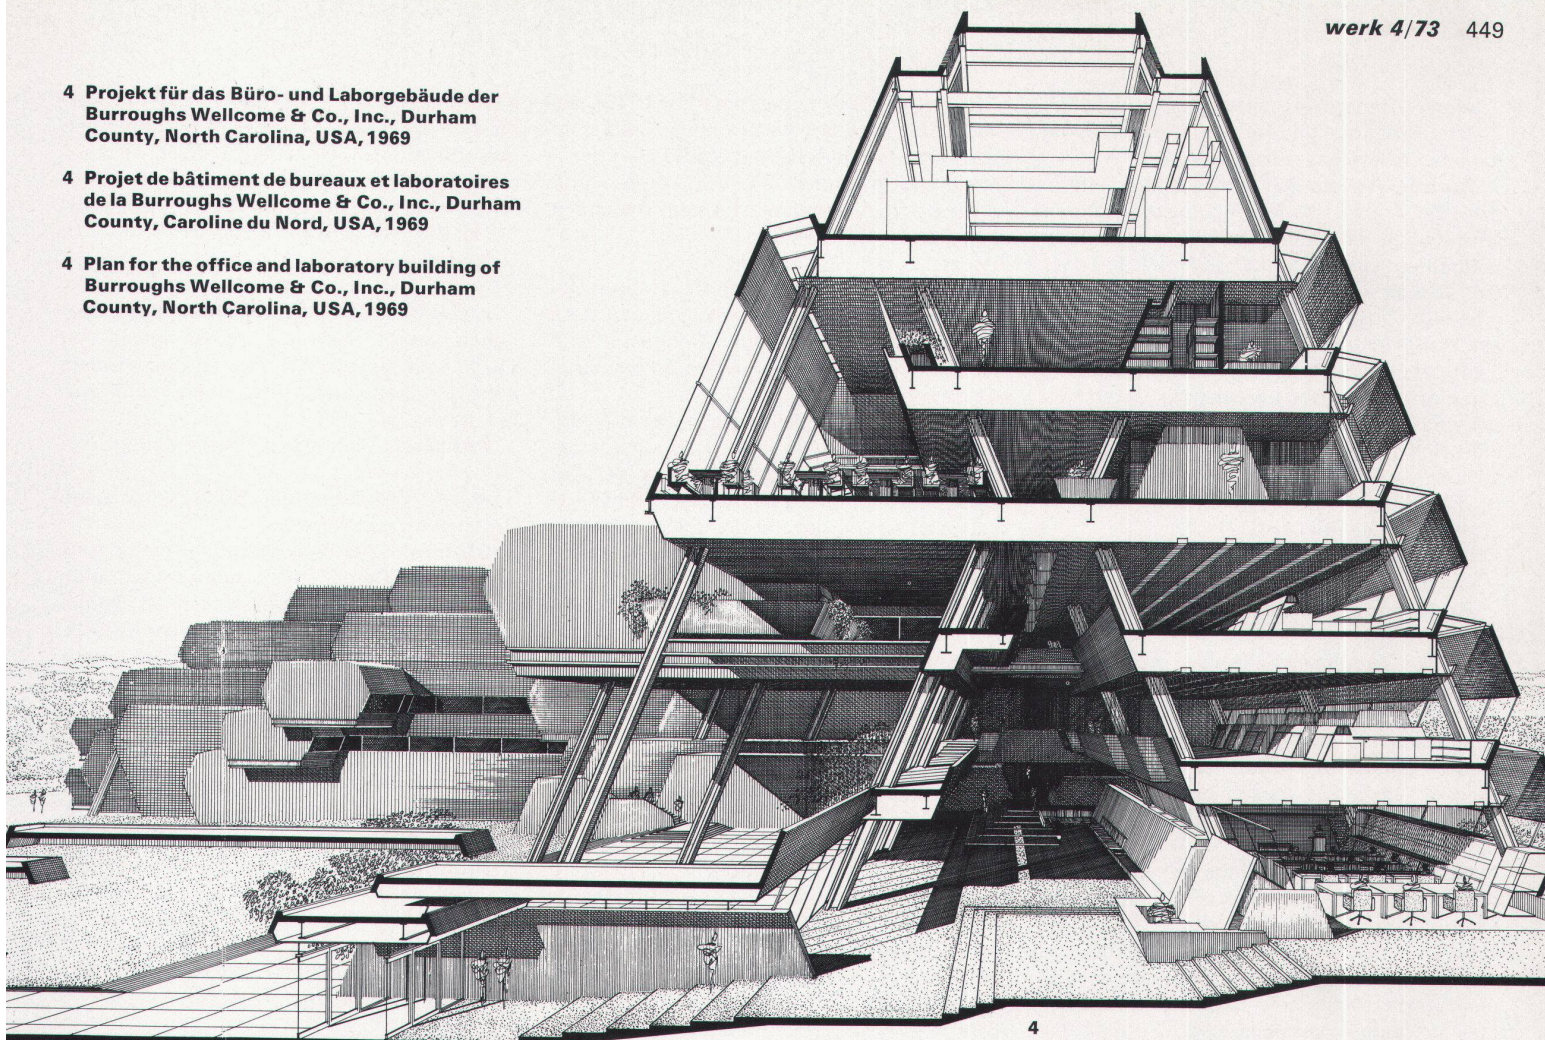 werk 4/73 449
4 Projekt für das Büro- und Laborgebäude der
Burroughs Wellcome & Co., Inc., Durham
County, North Carolina, USA, 1969
4 Projet de bâtiment de bureaux et laboratoires
de la Burroughs Wellcome & Co., Inc., Durham
County, Caroline du Nord, USA, 1969
4 Plan for the office and laboratory building of
Burroughs Wellcome & Co., Inc., Durham
County, North Carolina, USA, 1969
4